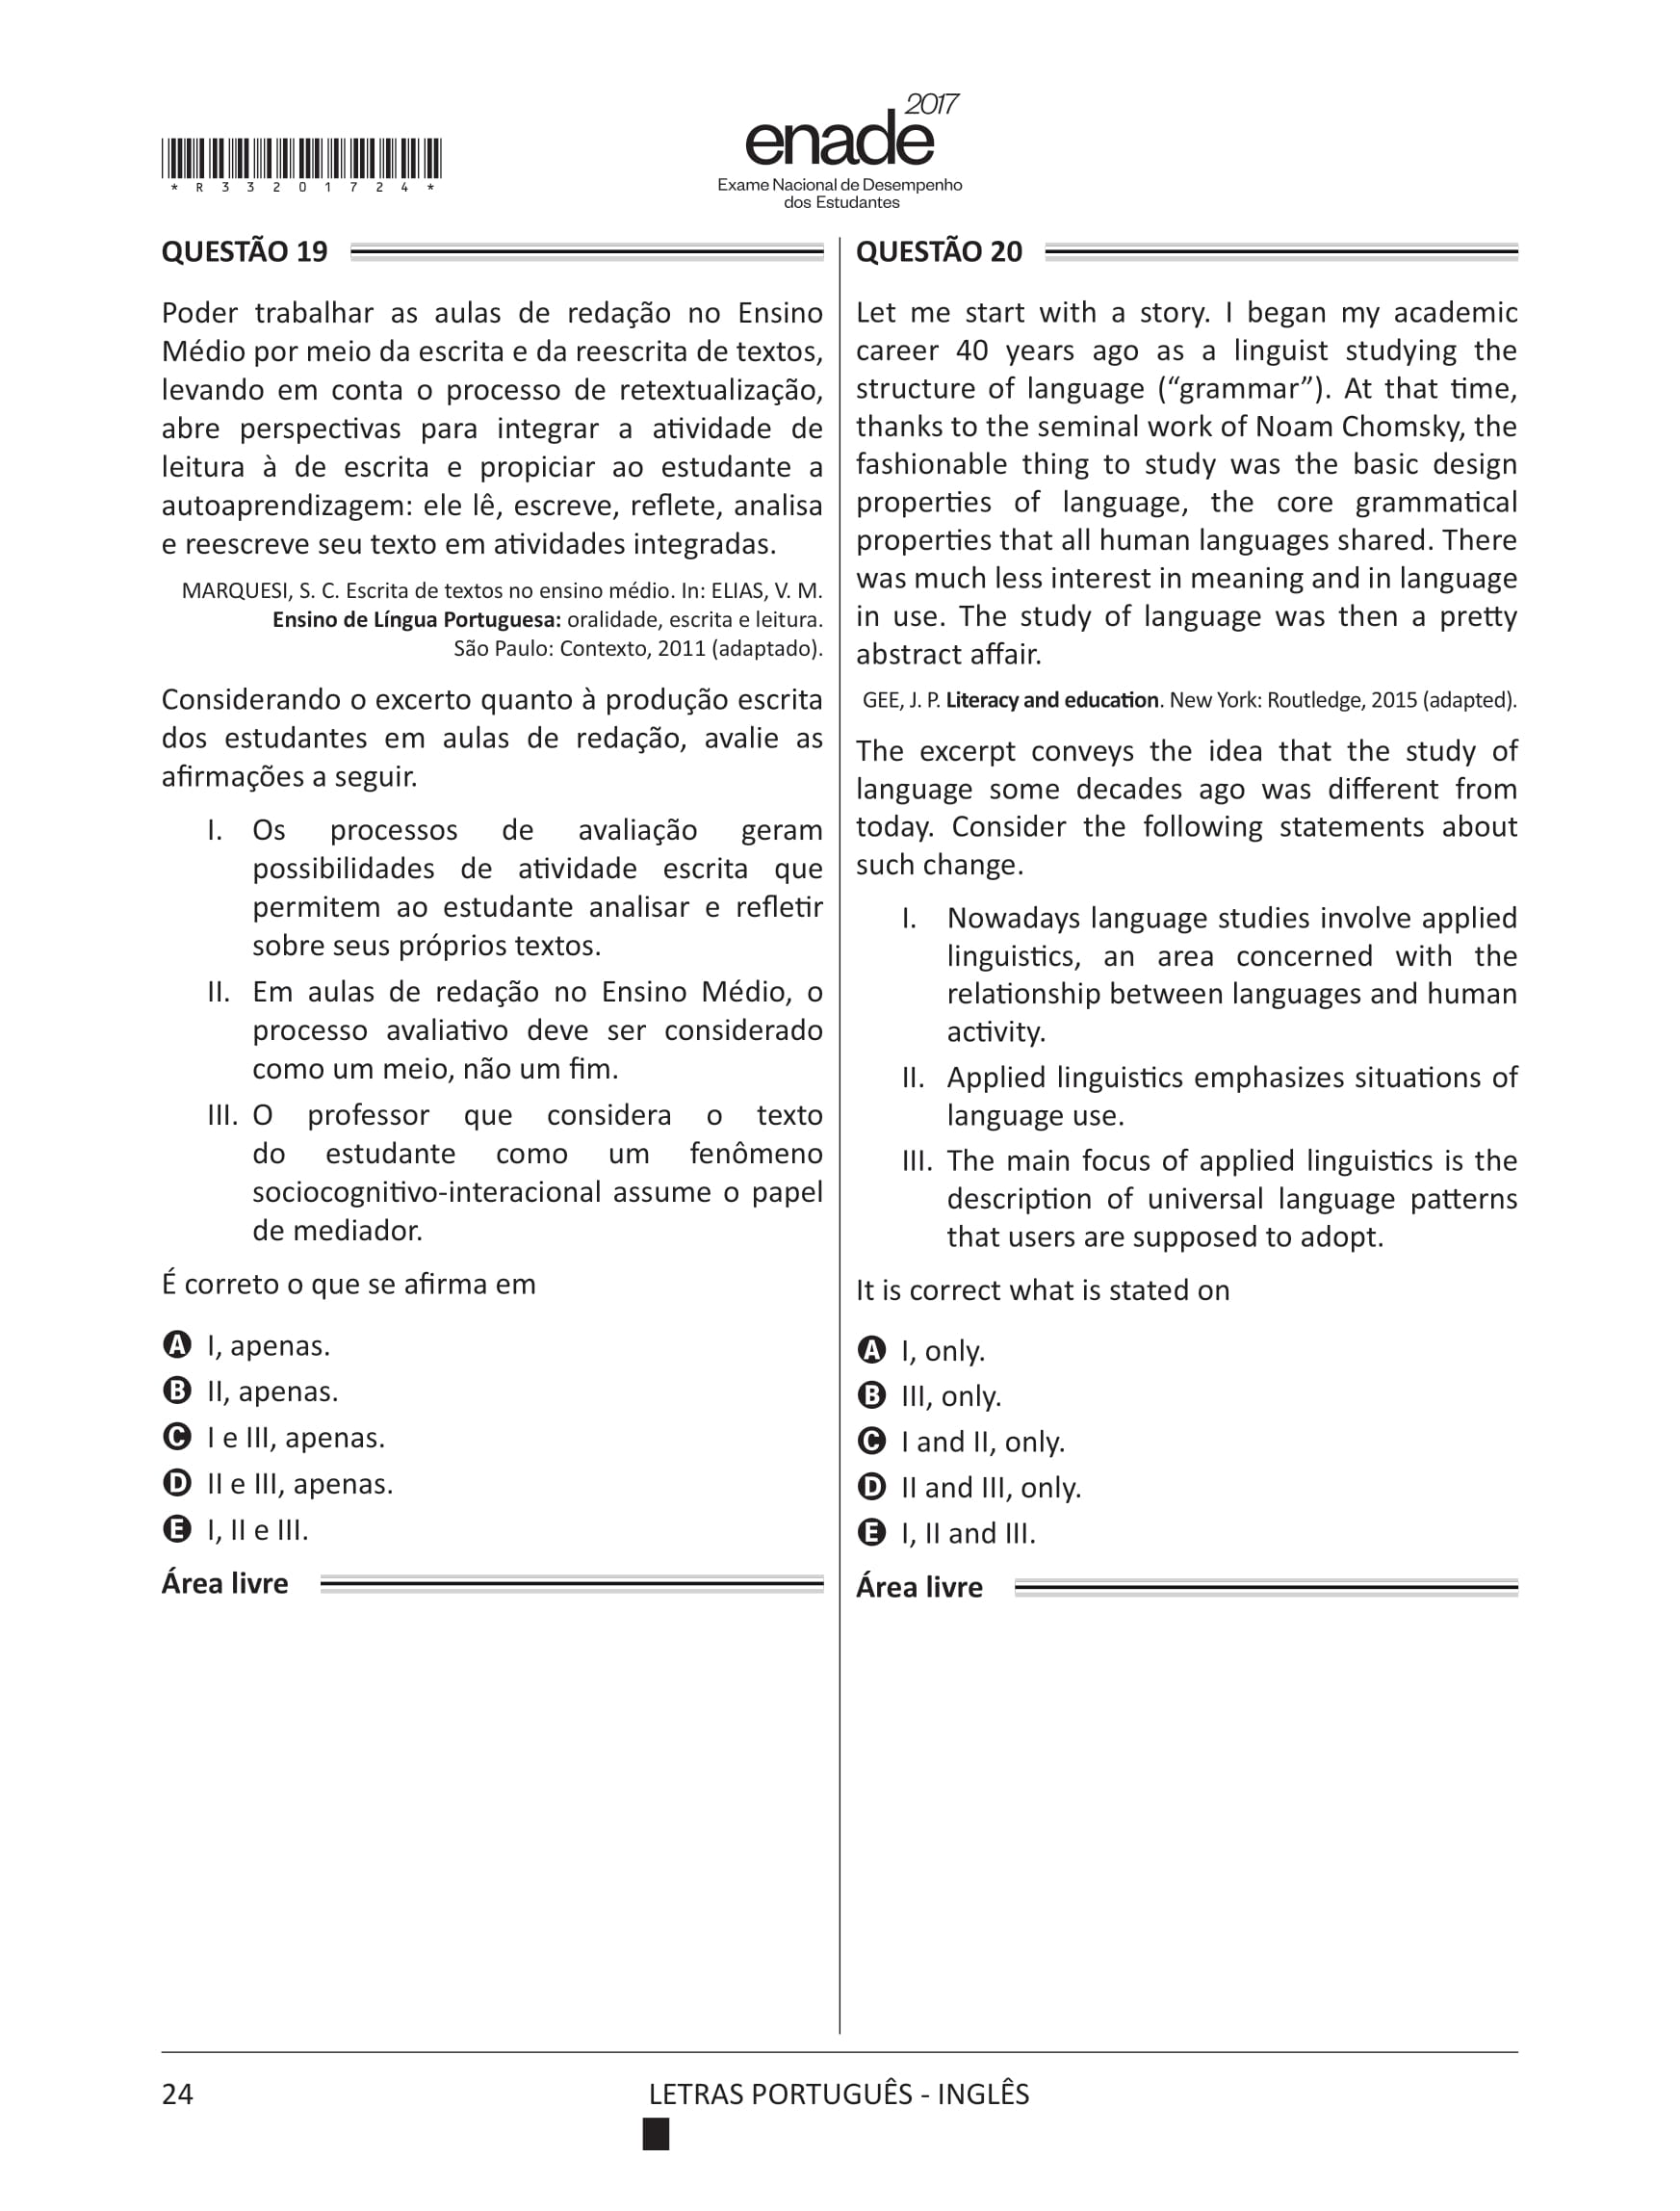 2017
enade
Exame Nacional de Desempenho
dos Estudantes
* R 3 3 2 0 1 7 2 4 *
QUESTÃO 19
Poder trabalhar as aulas de redação no Ensino
Médio por meio da escrita e da reescrita de textos,
levando em conta o processo de retextualização,
abre perspectivas para integrar a atividade de
leitura à de escrita e propiciar ao estudante a
autoaprendizagem: ele lê, escreve, reflete, analisa
e reescreve seu texto em atividades integradas.
MARQUESI, S. C. Escrita de textos no ensino médio. In: ELIAS, V. M.
Ensino de Língua Portuguesa: oralidade, escrita e leitura.
São Paulo: Contexto, 2011 (adaptado).
Considerando o excerto quanto à produção escrita
dos estudantes em aulas de redação, avalie as
afirmações a seguir.
I. Os processos de avaliação geram
possibilidades de atividade escrita que
permitem ao estudante analisar e refletir
sobre seus próprios textos.
II. Em aulas de redação no Ensino Médio, o
processo avaliativo deve ser considerado
como um meio, não um fim.
III. O professor que considera o texto
do estudante como um fenômeno
sociocognitivo-interacional assume o papel
de mediador.
É correto o que se afirma em
A I, apenas.
B II, apenas.
C I e III, apenas.
D II e III, apenas.
E I, II e III.
Área livre
QUESTÃO 20
Let me start with a story. I began my academic
career 40 years ago as a linguist studying the
structure of language (“grammar”). At that time,
thanks to the seminal work of Noam Chomsky, the
fashionable thing to study was the basic design
properties of language, the core grammatical
properties that all human languages shared. There
was much less interest in meaning and in language
in use. The study of language was then a pretty
abstract affair.
GEE, J. P. Literacy and education. New York: Routledge, 2015 (adapted).
The excerpt conveys the idea that the study of
language some decades ago was different from
today. Consider the following statements about
such change.
I. Nowadays language studies involve applied
linguistics, an area concerned with the
relationship between languages and human
activity.
II. Applied linguistics emphasizes situations of
language use.
III. The main focus of applied linguistics is the
description of universal language patterns
that users are supposed to adopt.
It is correct what is stated on
A I, only.
B III, only.
C I and II, only.
D II and III, only.
E I, II and III.
Área livre
24
LETRAS PORTUGUÊS - INGLÊS